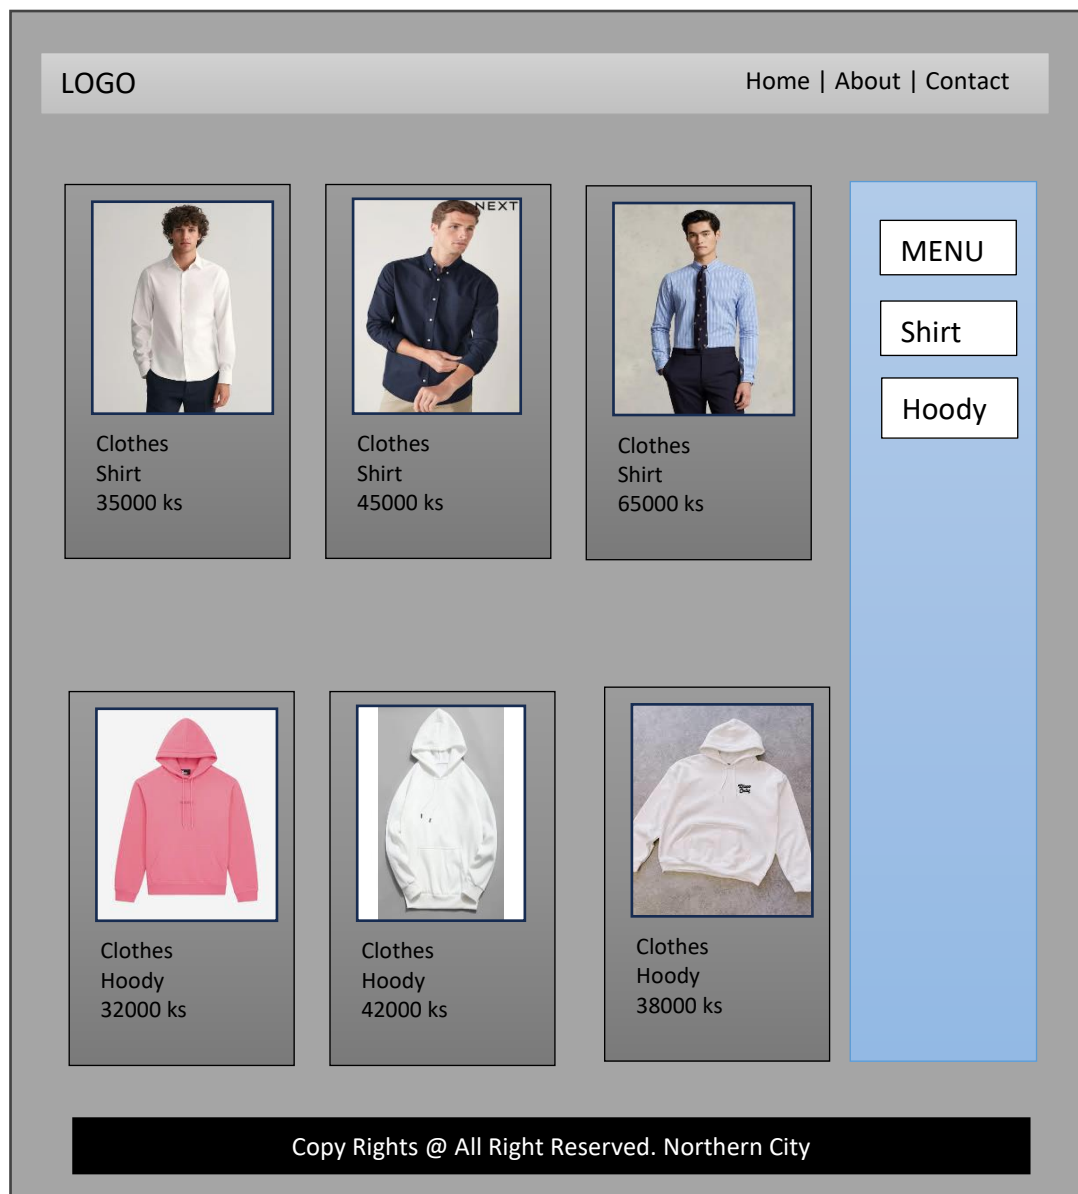 LOGO
Home | About | Contact
NEXT
Clothes
Shirt
35000 ks
Clothes
Shirt
45000 ks
Clothes
Shirt
65000 ks
MENU
Shirt
Hoody
Clothes
Hoody
32000 ks
Clothes
Hoody
42000 ks
Clothes
Hoody
38000 ks
Copy Rights @ All Right Reserved. Northern City